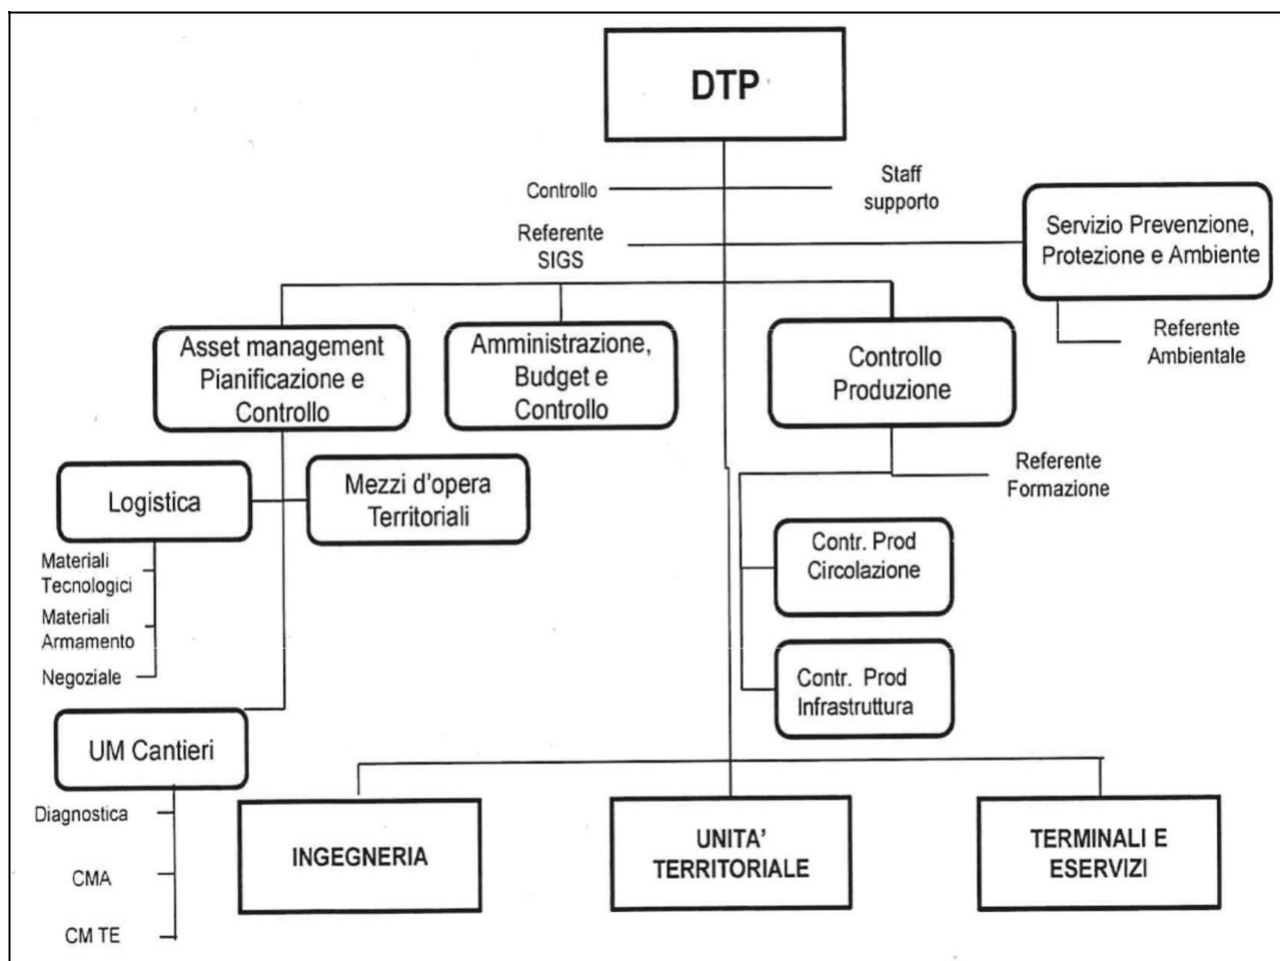 DTP
Controllo
Staff
supporto
Referente
SIGS
Servizio Prevenzione,
Protezione e Ambiente
Referente
Ambientale
Asset management
Pianificazione e
Controllo
Amministrazione,
Budget e
Controllo
Controllo
Produzione
Referente
Formazione
Logistica
Mezzi d'opera
Territoriali
Materiali
Tecnologici
Materiali
Armamento
Negoziale
Contr. Prod
Circolazione
Contr. Prod
Infrastruttura
UM Cantieri
Diagnostica
CMA
CM TE
INGEGNERIA
UNITA'
TERRITORIALE
TERMINALI E
ESERVIZI